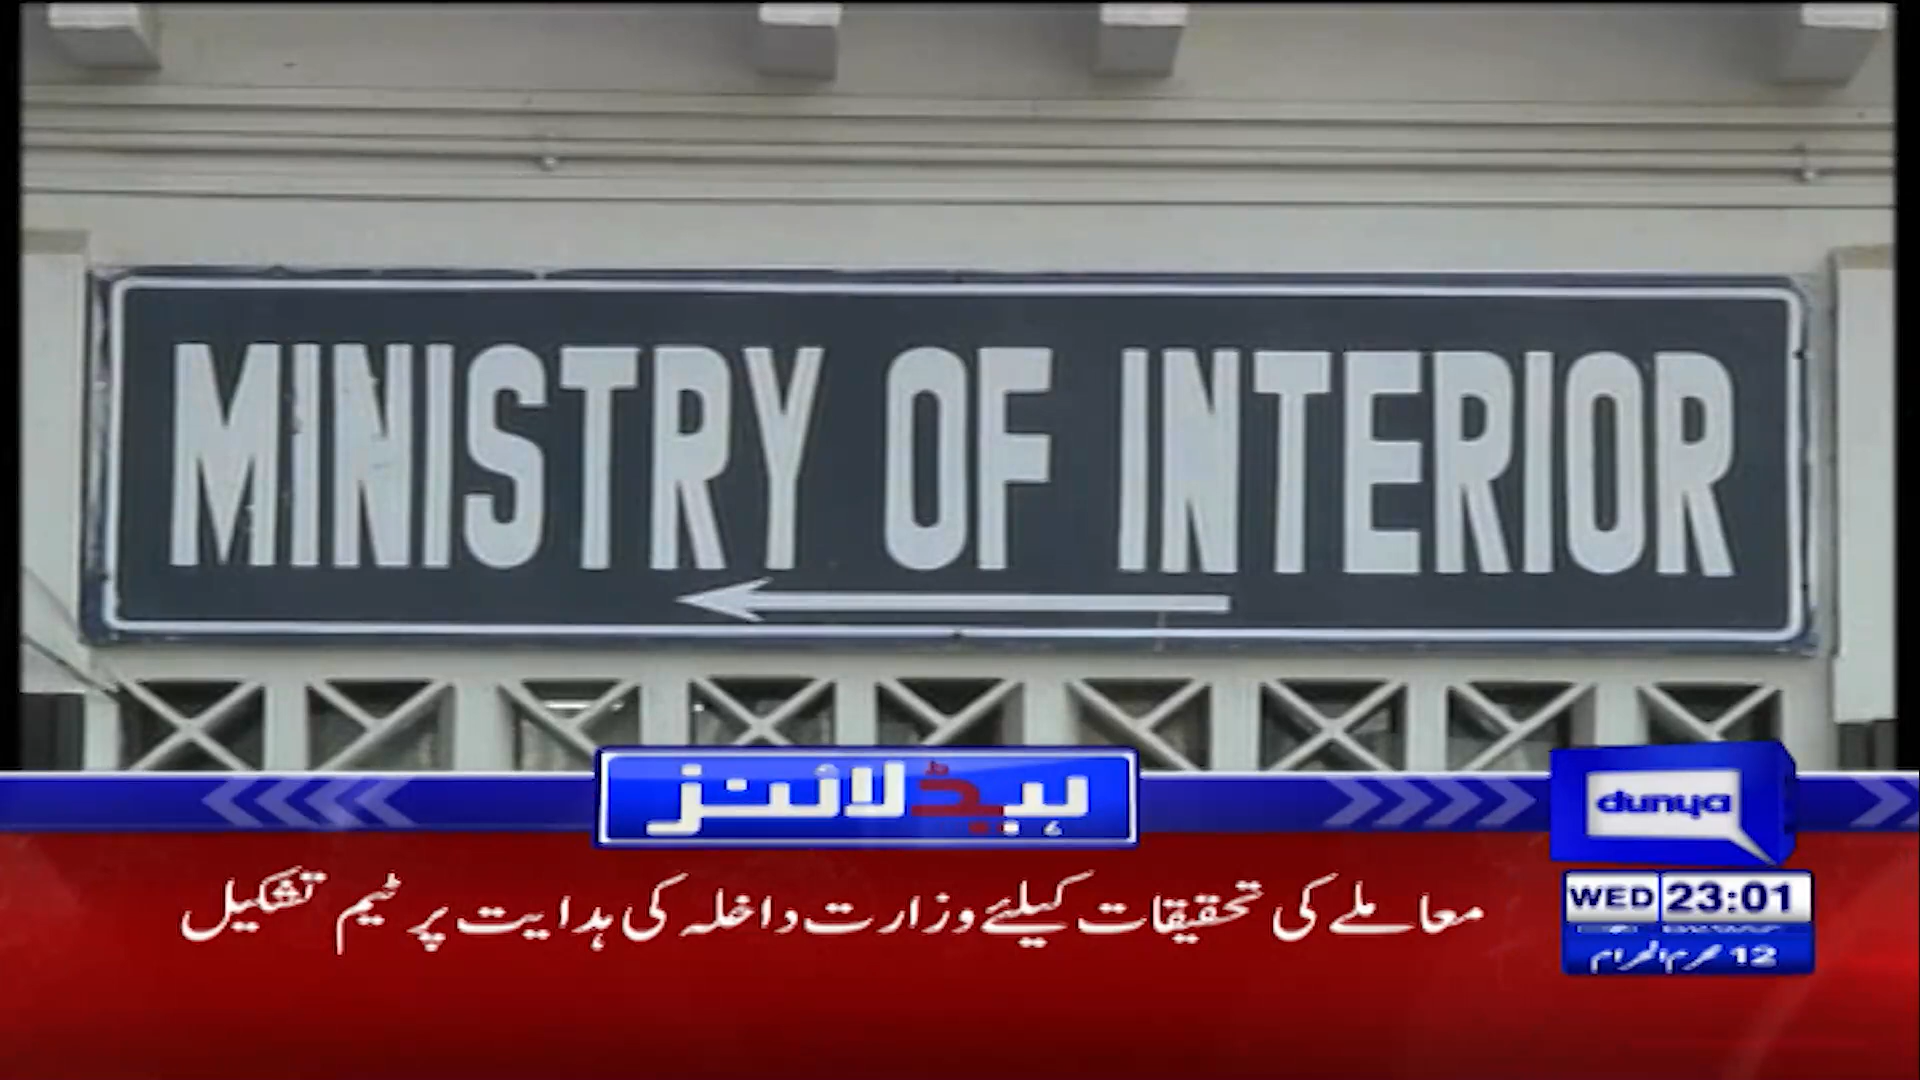 MINISTRY OF INTERIOR
ہیڈلائنز
dunya
معاملے کی تحقیقات کیلئے وزارت داخلہ کی ہدایت پر ٹیم تشکیل
WED 23:01
12 محرم الحرام